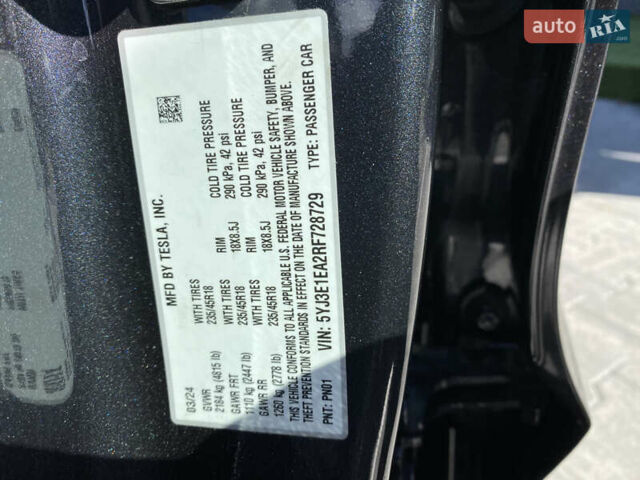 auto RIA.com
MFD BY TESLA, INC.
03/24
GVWR WITH TIRES RIM COLD TIRE PRESSURE
2184 kg (4815 lb) 235/45R18 18X8.5J 290 kPa, 42 psi
GAWR FRT WITH TIRES RIM COLD TIRE PRESSURE
1110 kg (2447 lb) 235/45R18 18X8.5J 290 kPa, 42 psi
GAWR RR WITH TIRES RIM COLD TIRE PRESSURE
1260 kg (2778 lb) 235/45R18 18X8.5J 290 kPa, 42 psi
THIS VEHICLE CONFORMS TO ALL APPLICABLE U.S. FEDERAL MOTOR VEHICLE SAFETY, BUMPER, AND
THEFT PREVENTION STANDARDS IN EFFECT ON THE DATE OF MANUFACTURE SHOWN ABOVE.
VIN: 5YJ3E1EA2RF728729 TYPE: PASSENGER CAR
PNT: PN01